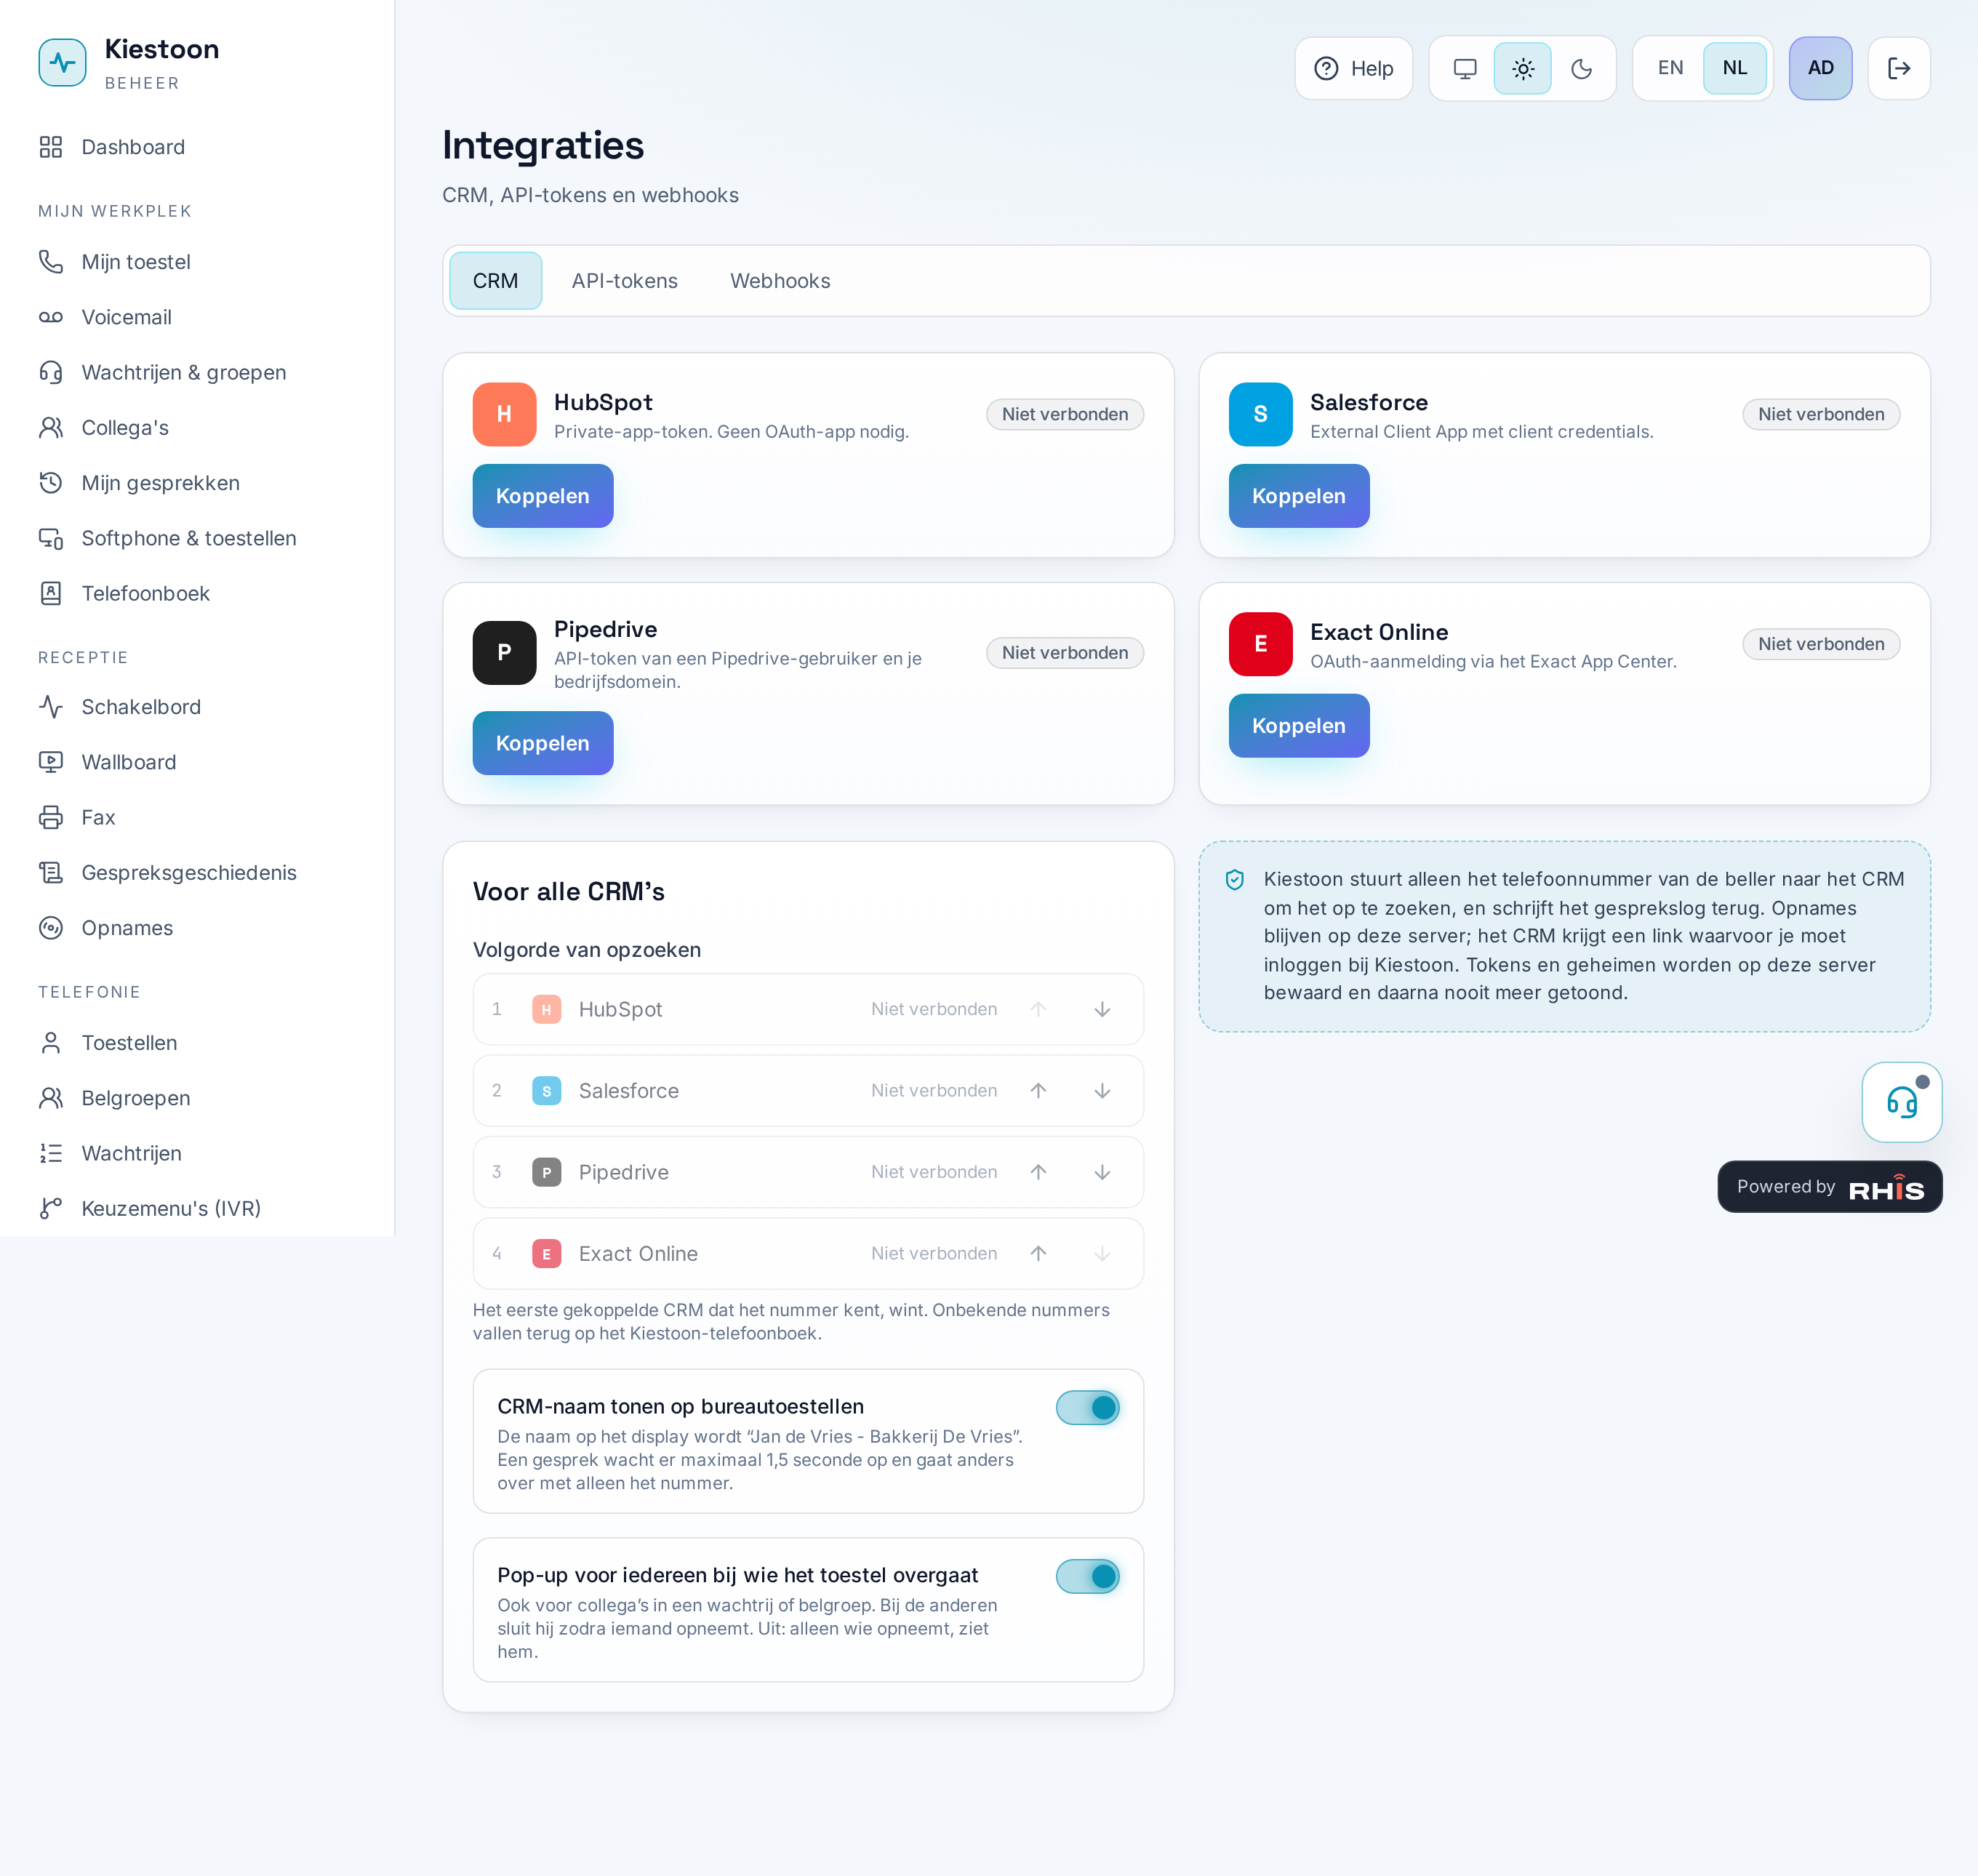 Kiestoon
BEHEER
Dashboard
MIJN WERKPLEK
Mijn toestel
Voicemail
Wachtrijen & groepen
Collega's
Mijn gesprekken
Softphone & toestellen
Telefoonboek
RECEPTIE
Schakelbord
Wallboard
Fax
Gespreksgeschiedenis
Opnames
TELEFONIE
Toestellen
Belgroepen
Wachtrijen
Keuzemenu's (IVR)
Help
EN
NL
AD
Integraties
CRM, API-tokens en webhooks
CRM
API-tokens
Webhooks
H
HubSpot
Private-app-token. Geen OAuth-app nodig.
Niet verbonden
Koppelen
S
Salesforce
External Client App met client credentials.
Niet verbonden
Koppelen
P
Pipedrive
API-token van een Pipedrive-gebruiker en je
bedrijfsdomein.
Niet verbonden
Koppelen
E
Exact Online
OAuth-aanmelding via het Exact App Center.
Niet verbonden
Koppelen
Voor alle CRM's
Volgorde van opzoeken
1 H HubSpot Niet verbonden
2 S Salesforce Niet verbonden
3 P Pipedrive Niet verbonden
4 E Exact Online Niet verbonden
Het eerste gekoppelde CRM dat het nummer kent, wint. Onbekende nummers
vallen terug op het Kiestoon-telefoonboek.
CRM-naam tonen op bureautoestellen
De naam op het display wordt “Jan de Vries - Bakkerij De Vries”.
Een gesprek wacht er maximaal 1,5 seconde op en gaat anders
over met alleen het nummer.
Pop-up voor iedereen bij wie het toestel overgaat
Ook voor collega’s in een wachtrij of belgroep. Bij de anderen
sluit hij zodra iemand opneemt. Uit: alleen wie opneemt, ziet
hem.
Kiestoon stuurt alleen het telefoonnummer van de beller naar het CRM
om het op te zoeken, en schrijft het gesprekslog terug. Opnames
blijven op deze server; het CRM krijgt een link waarvoor je moet
inloggen bij Kiestoon. Tokens en geheimen worden op deze server
bewaard en daarna nooit meer getoond.
Powered by RHiS